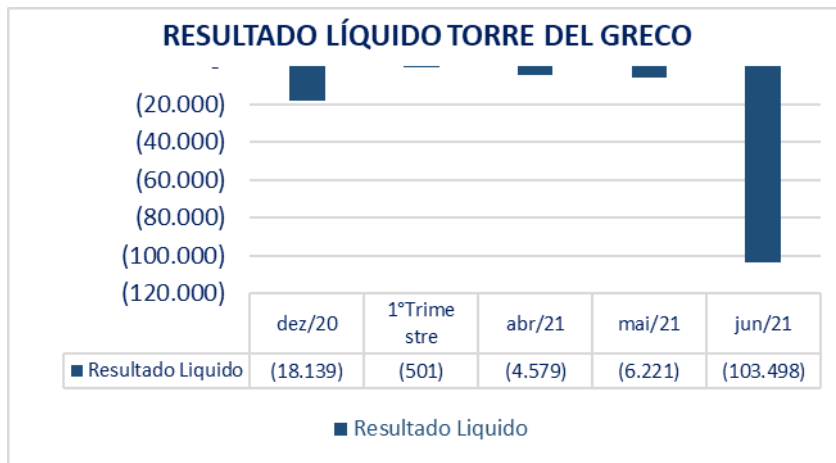 RESULTADO LÍQUIDO TORRE DEL GRECO
-
(20.000)
(40.000)
(60.000)
(80.000)
(100.000)
(120.000)
dez/20 1°Trime stre abr/21 mai/21 jun/21
Resultado Liquido (18.139) (501) (4.579) (6.221) (103.498)
Resultado Liquido